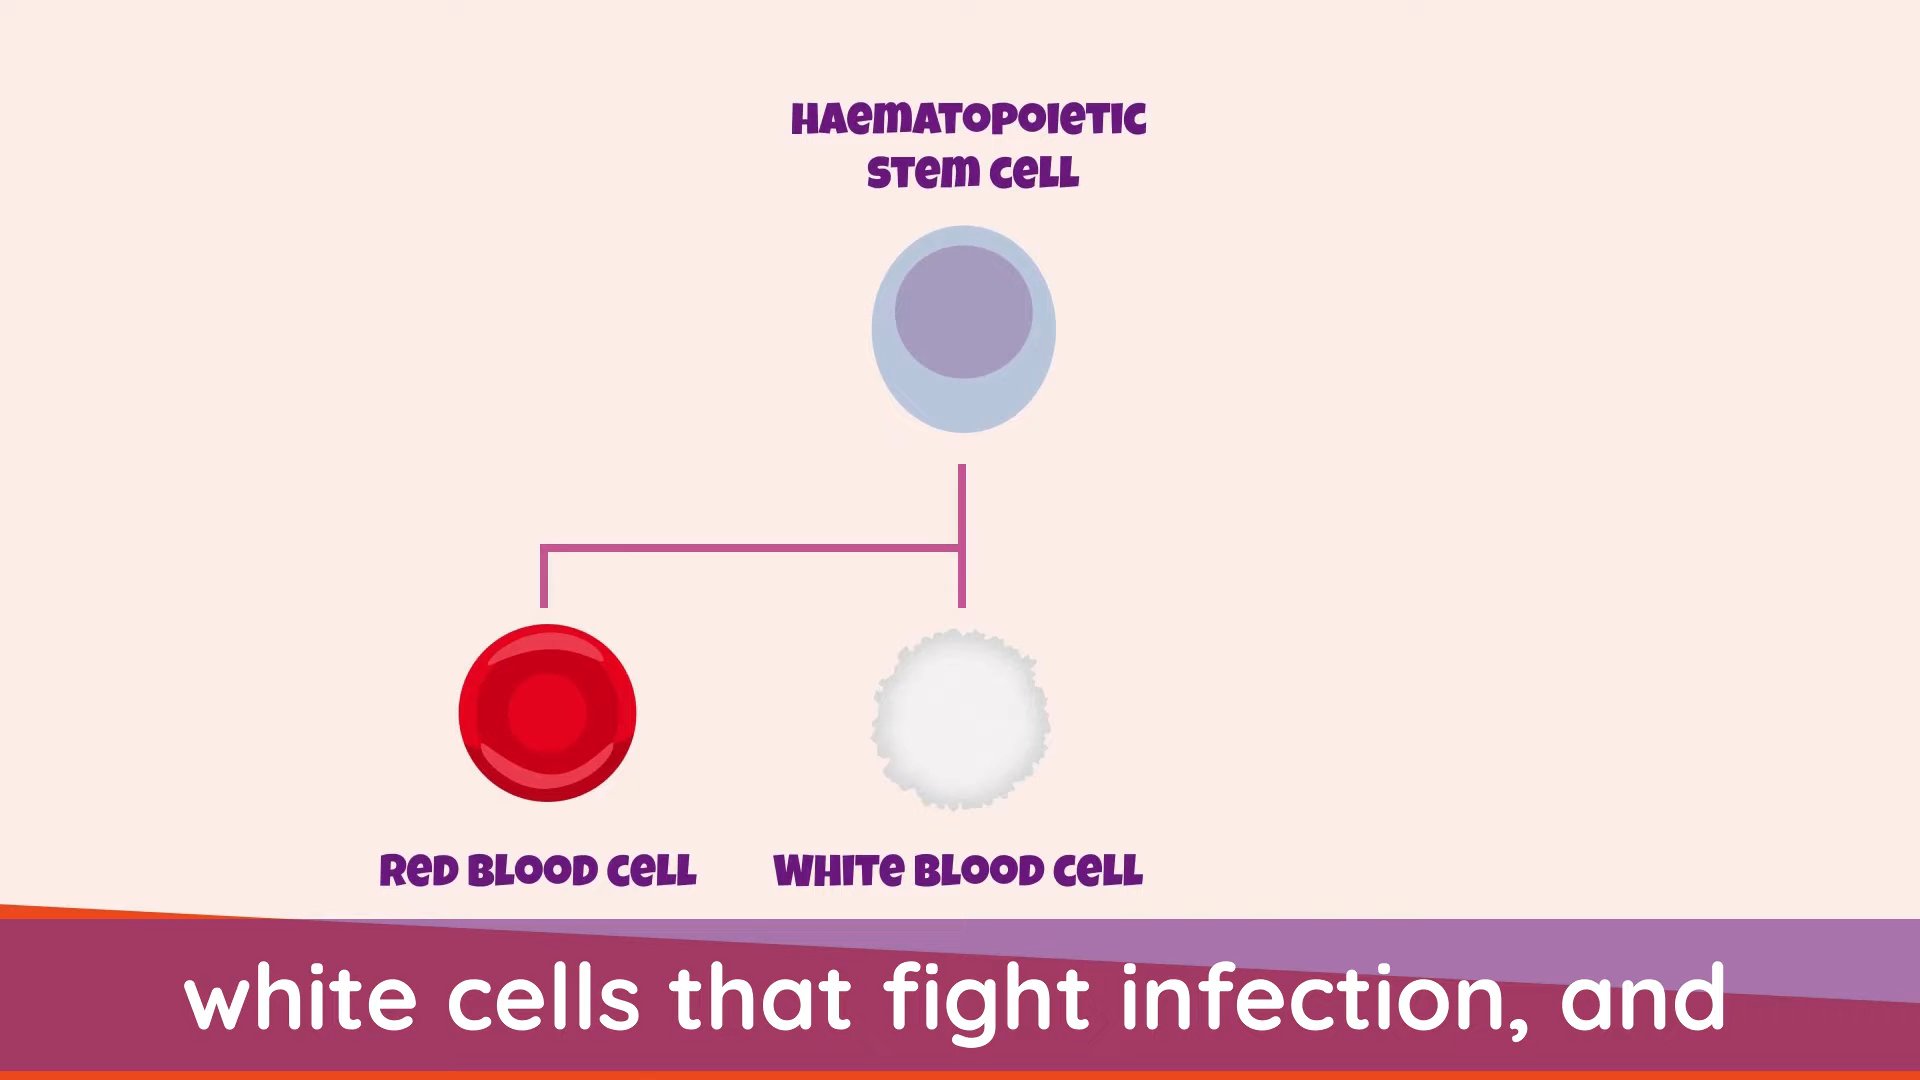 HAEMATOPOIETIC
STEM CELL
RED BLOOD CELL
WHITE BLOOD CELL
white cells that fight infection, and